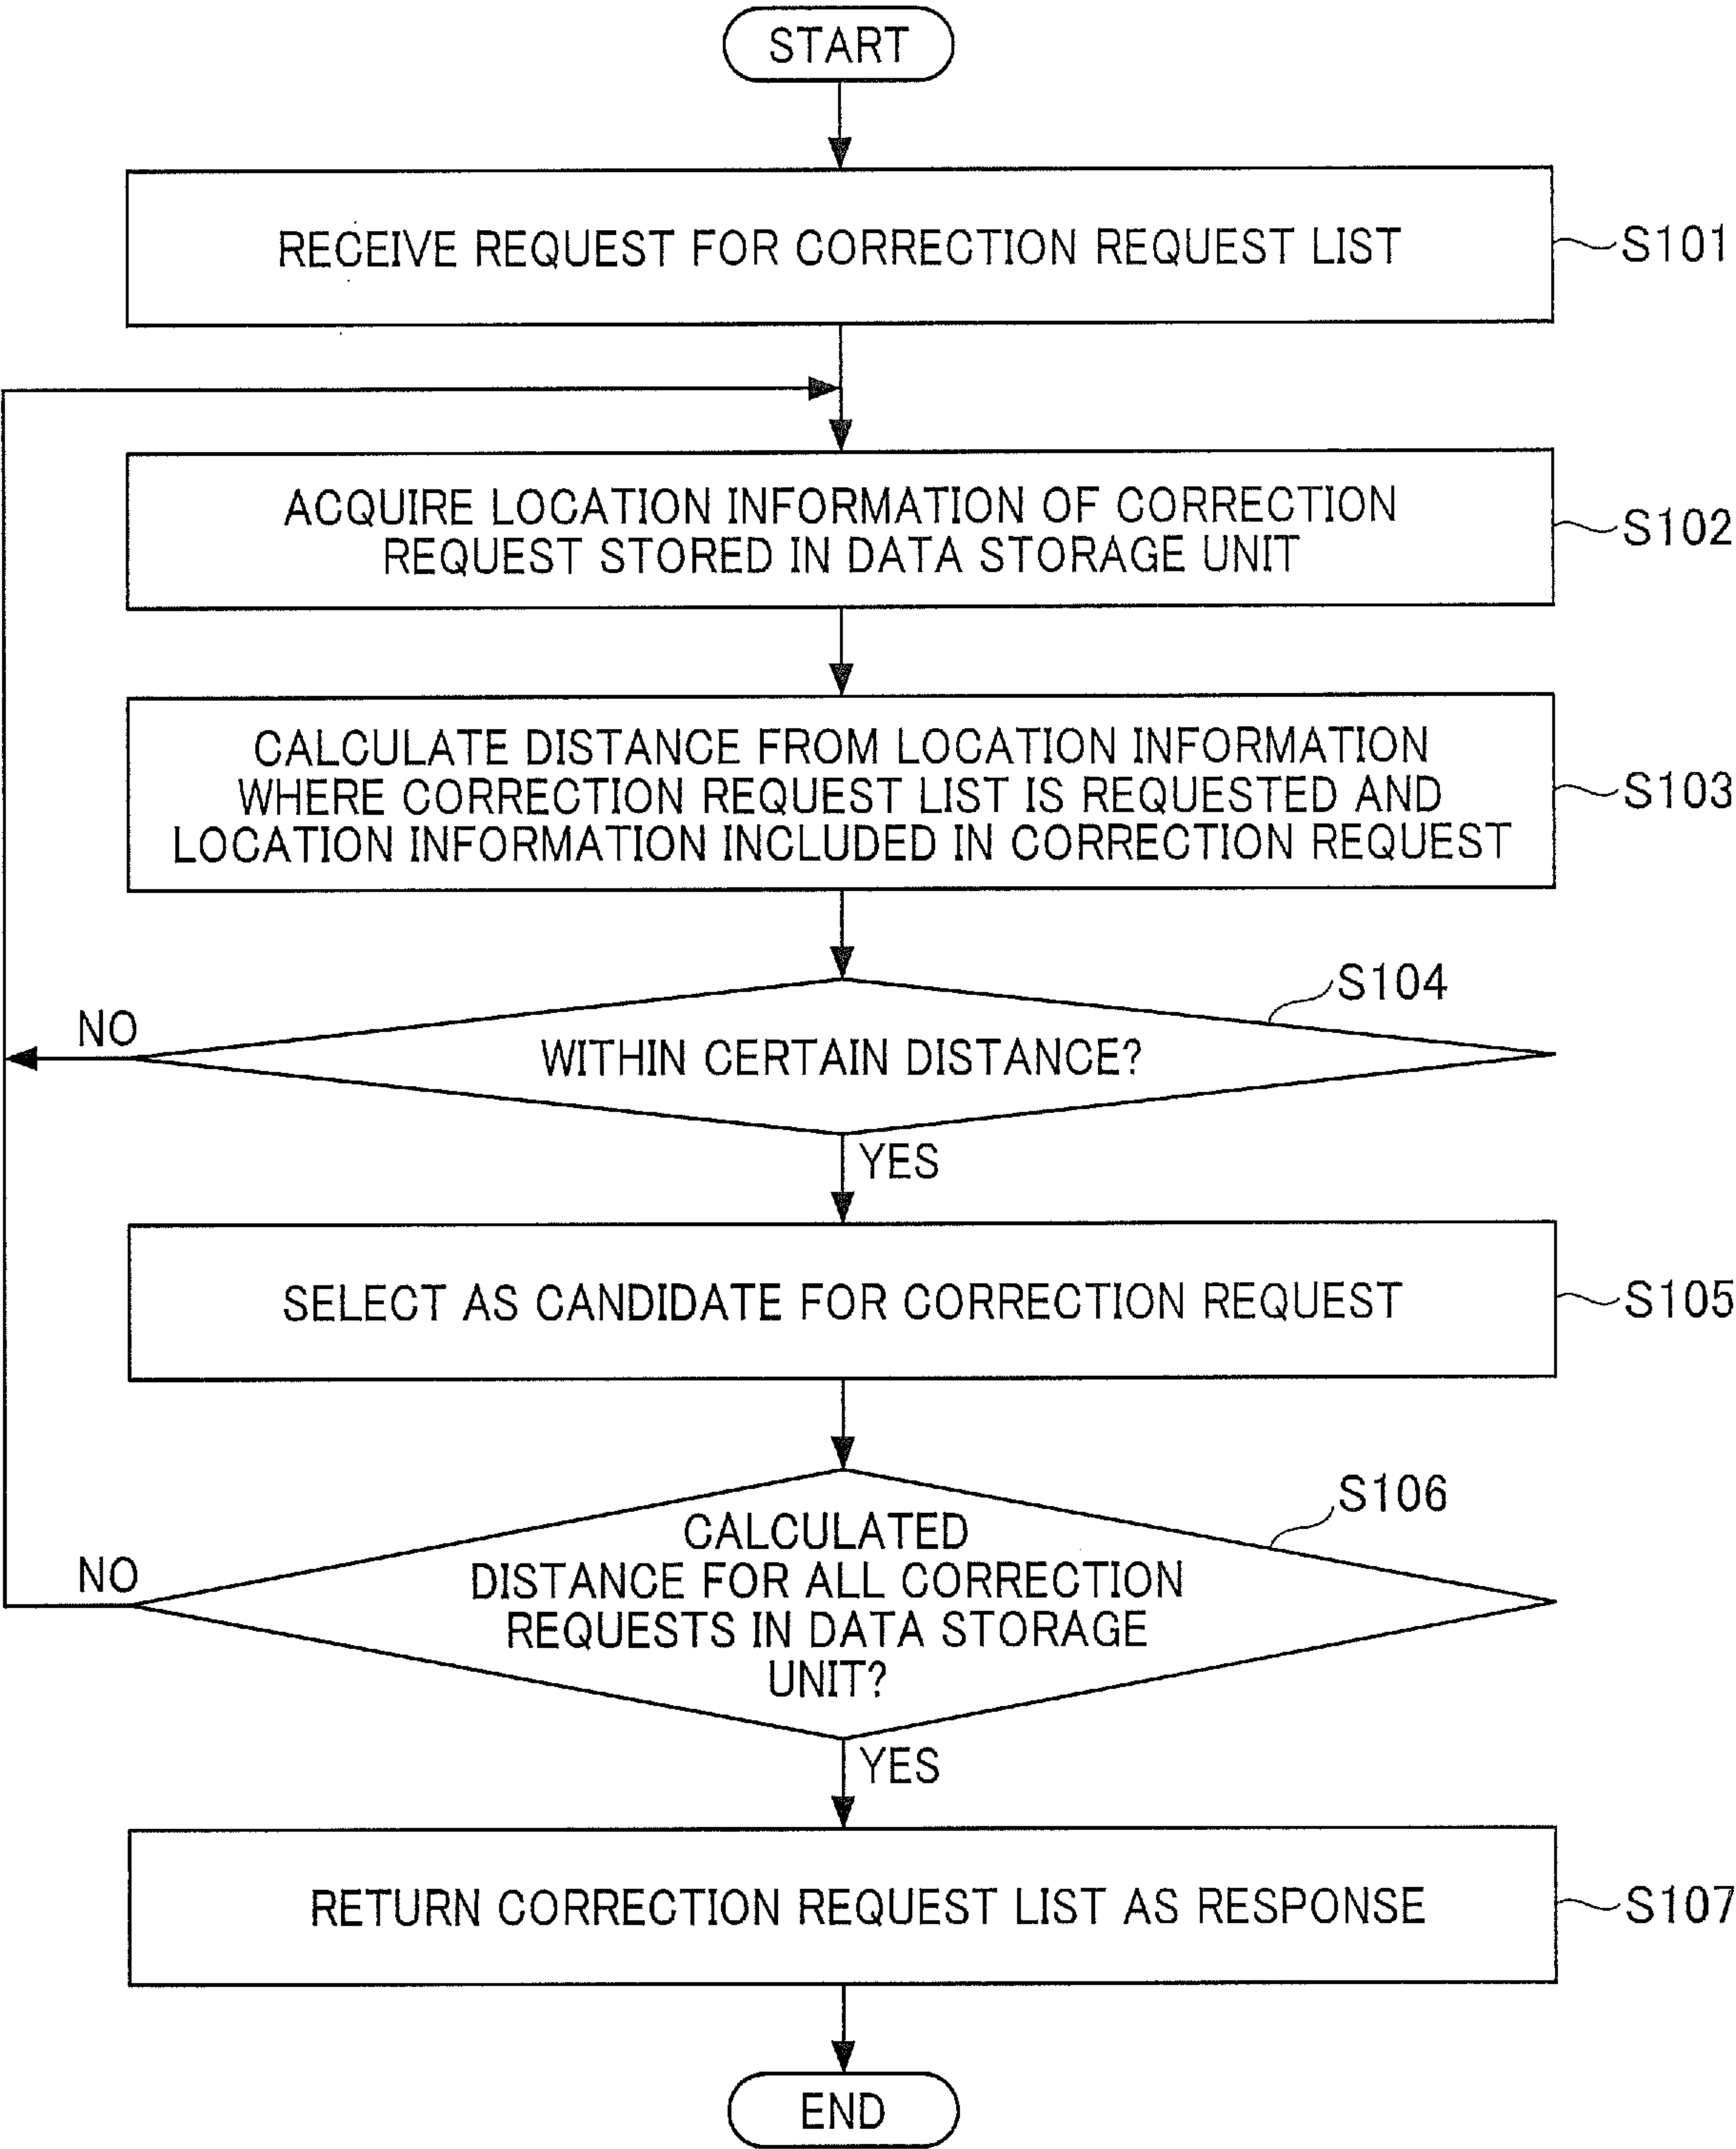 START
RECEIVE REQUEST FOR CORRECTION REQUEST LIST
S101
ACQUIRE LOCATION INFORMATION OF CORRECTION
REQUEST STORED IN DATA STORAGE UNIT
S102
CALCULATE DISTANCE FROM LOCATION INFORMATION
WHERE CORRECTION REQUEST LIST IS REQUESTED AND
LOCATION INFORMATION INCLUDED IN CORRECTION REQUEST
S103
S104
NO
WITHIN CERTAIN DISTANCE?
YES
SELECT AS CANDIDATE FOR CORRECTION REQUEST
S105
S106
NO
CALCULATED
DISTANCE FOR ALL CORRECTION
REQUESTS IN DATA STORAGE
UNIT?
YES
RETURN CORRECTION REQUEST LIST AS RESPONSE
S107
END